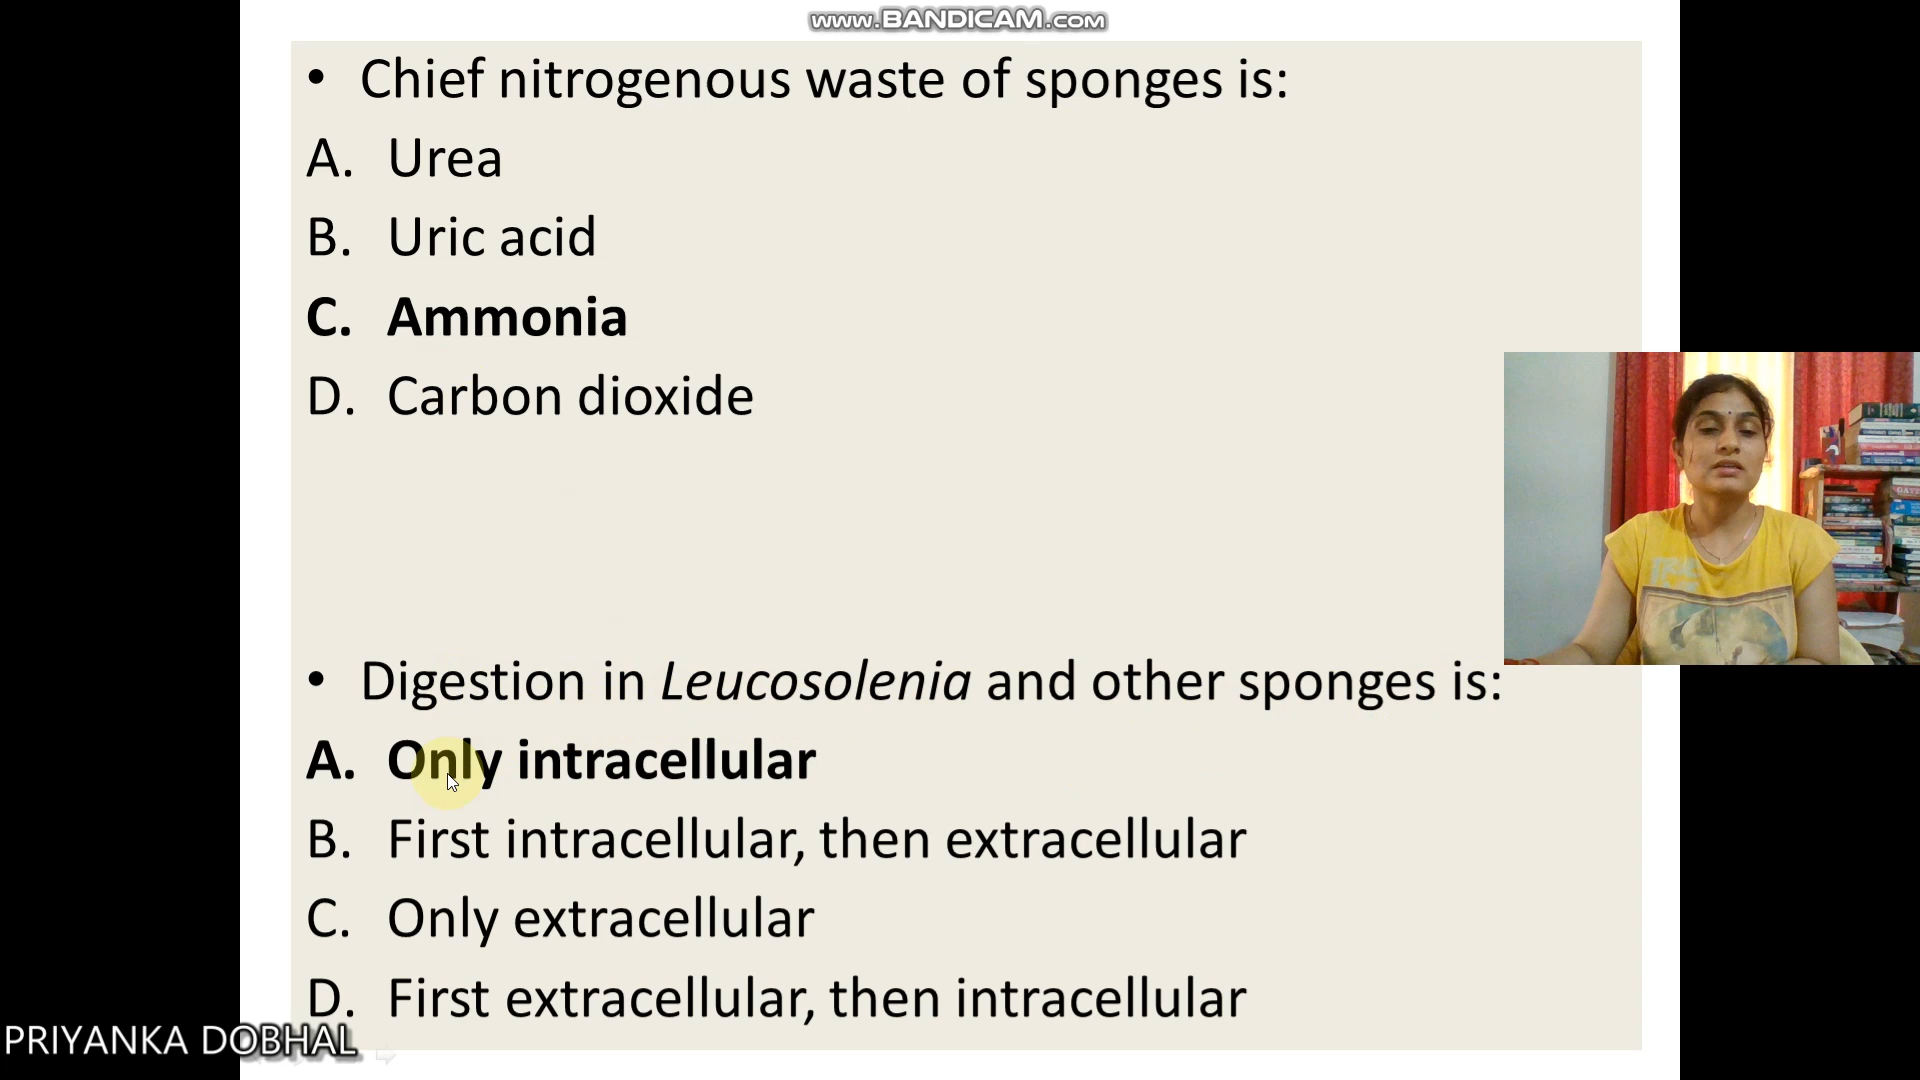 www.BANDICAM.com
• Chief nitrogenous waste of sponges is:
A. Urea
B. Uric acid
C. Ammonia
D. Carbon dioxide
• Digestion in Leucosolenia and other sponges is:
A. Only intracellular
B. First intracellular, then extracellular
C. Only extracellular
D. First extracellular, then intracellular
PRIYANKA DOBHAL